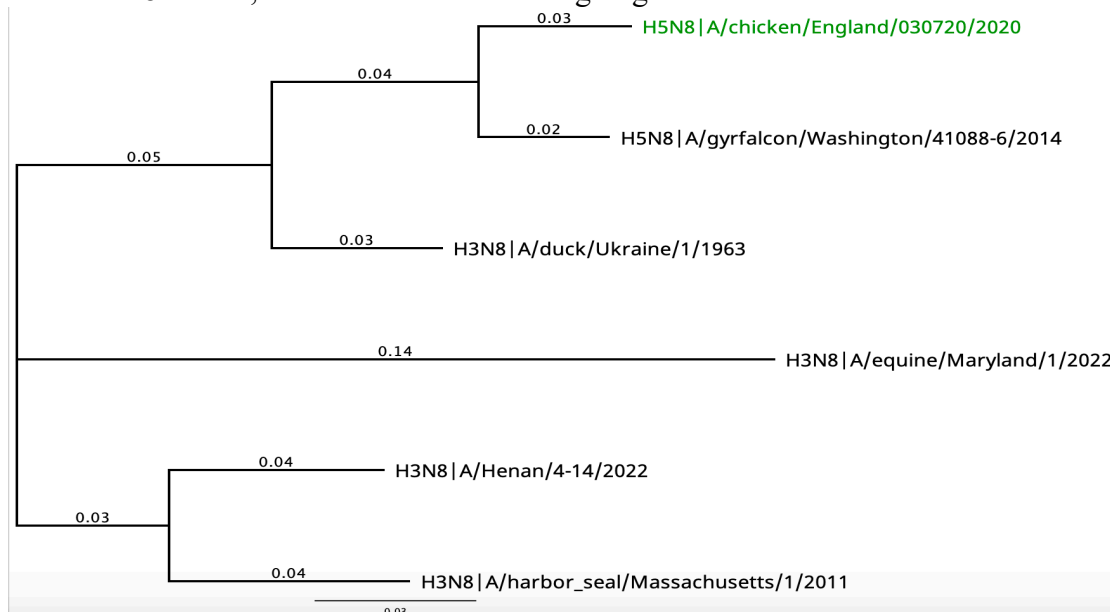 0.03
H5N8|A/chicken/England/030720/2020
0.04
0.02
H5N8|A/gyrfalcon/Washington/41088-6/2014
0.05
0.03
H3N8|A/duck/Ukraine/1/1963
0.14
H3N8|A/equine/Maryland/1/2022
0.04
H3N8|A/Henan/4-14/2022
0.03
0.04
H3N8|A/harbor_seal/Massachusetts/1/2011
0.03